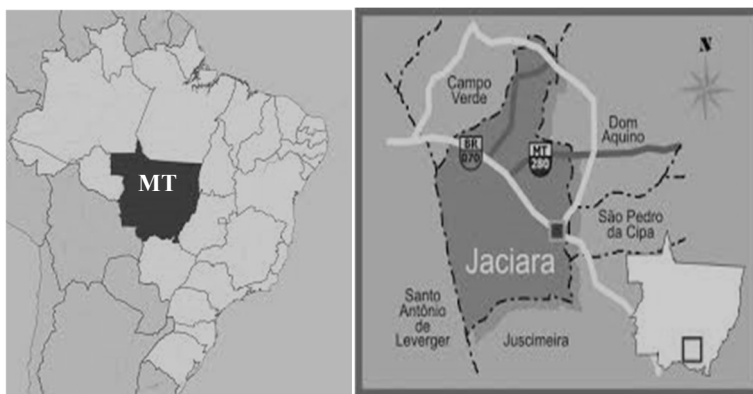 MT
N
Campo
Verde
Dom
Aquino
BR
070
MT
280
São Pedro
da Cipa
Jaciara
Santo
Antônio
de
Leverger
Juscimeira